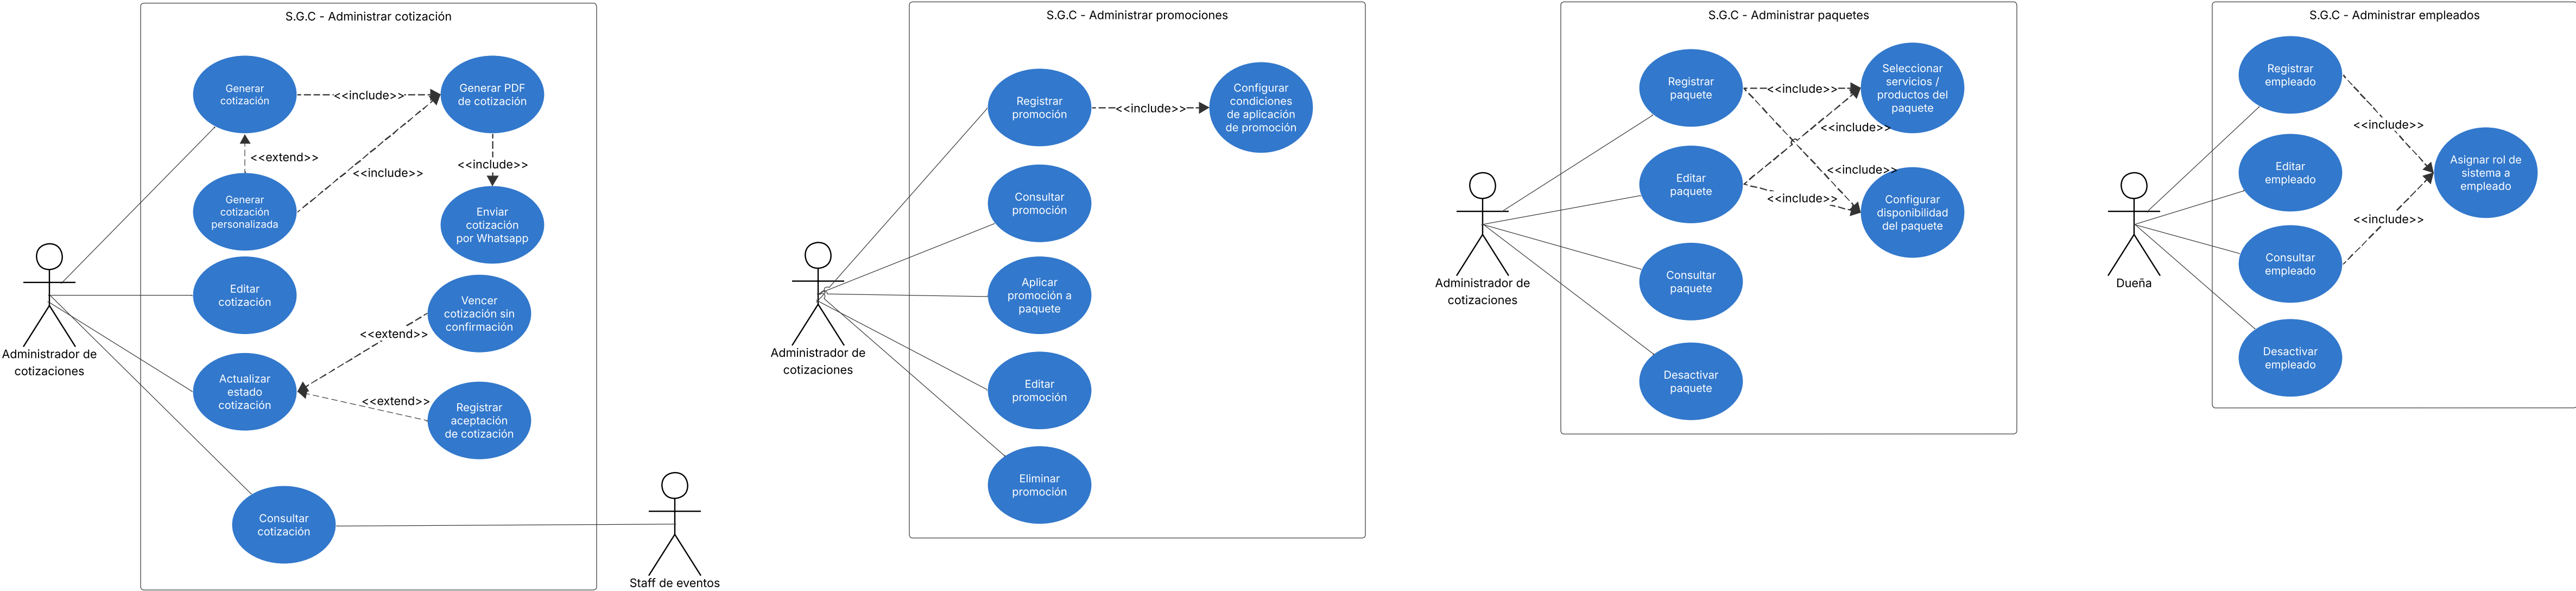 S.G.C - Administrar cotización
Generar
cotización
<<include>>
Generar PDF
de cotización
<<extend>>
<<include>>
<<include>>
Generar
cotización
personalizada
Enviar
cotización
por Whatsapp
Editar
cotización
Vencer
cotización sin
confirmación
<<extend>>
Administrador de
cotizaciones
Actualizar
estado
cotización
<<extend>>
Registrar
aceptación
de cotización
Consultar
cotización
Staff de eventos
S.G.C - Administrar promociones
Registrar
promoción
<<include>>
Configurar
condiciones
de aplicación
de promoción
Consultar
promoción
Aplicar
promoción a
paquete
Administrador de
cotizaciones
Editar
promoción
Eliminar
promoción
S.G.C - Administrar paquetes
Registrar
paquete
<<include>>
Seleccionar
servicios /
productos del
paquete
<<include>>
Editar
paquete
<<include>>
<<include>>
Configurar
disponibilidad
del paquete
Administrador de
cotizaciones
Consultar
paquete
Desactivar
paquete
S.G.C - Administrar empleados
Registrar
empleado
<<include>>
Editar
empleado
Asignar rol de
sistema a
empleado
<<include>>
Consultar
empleado
Dueña
Desactivar
empleado